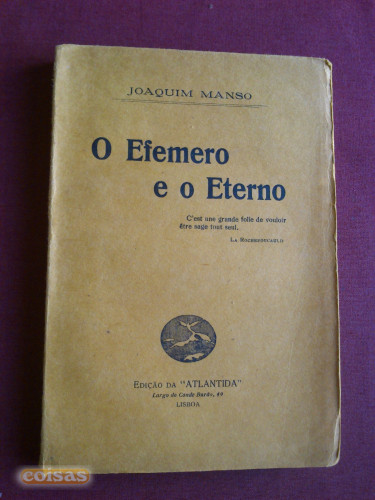 JOAQUIM MANSO
O Efemero
e o Eterno
C'est une grande folie de vouloir
être sage tout seul.
LA ROCHEFOUCAULD
EDIÇÃO DA "ATLANTIDA"
Largo do Conde Barão, 49
LISBOA
coisas